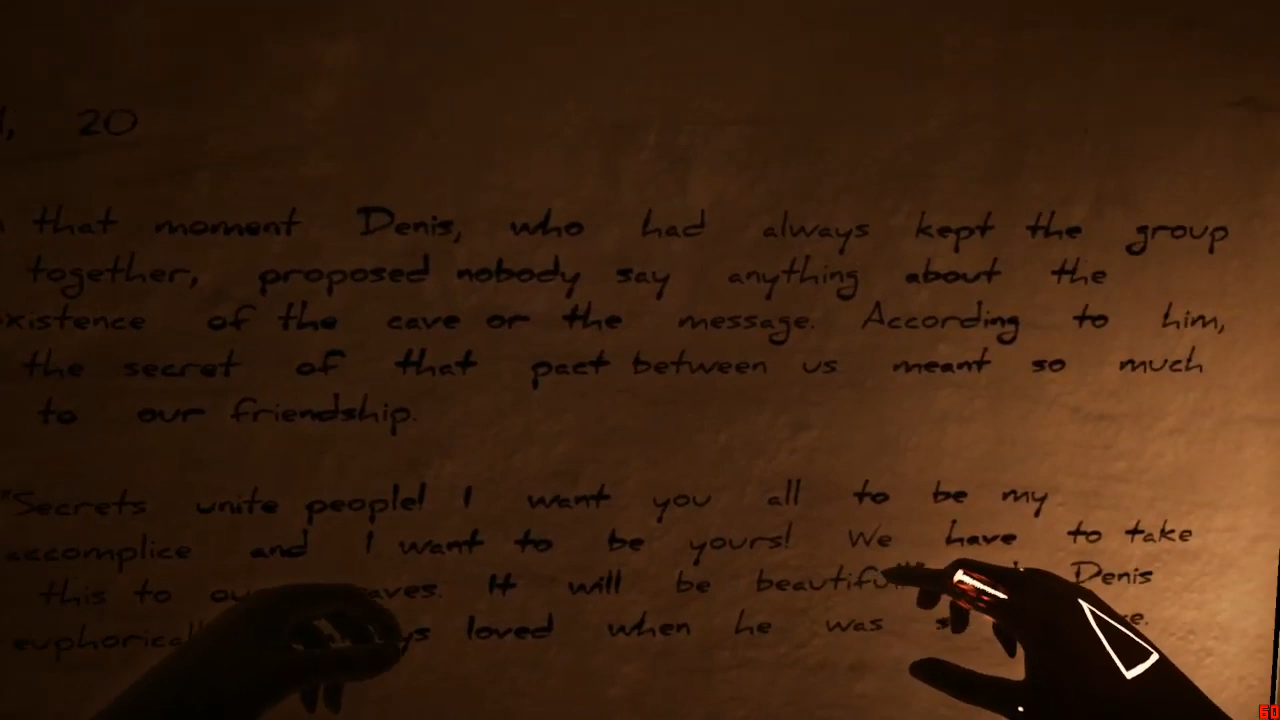 20
that moment Denis, who had always kept the group
together, proposed nobody say anything about the
xistence of the cave or the message. According to him,
the secret of that pact between us meant so much
to our friendship.
"Secrets unite people! I want you all to be my
accomplice and I want to be yours! We have to take
this to It will be Denis
loved when he was
60